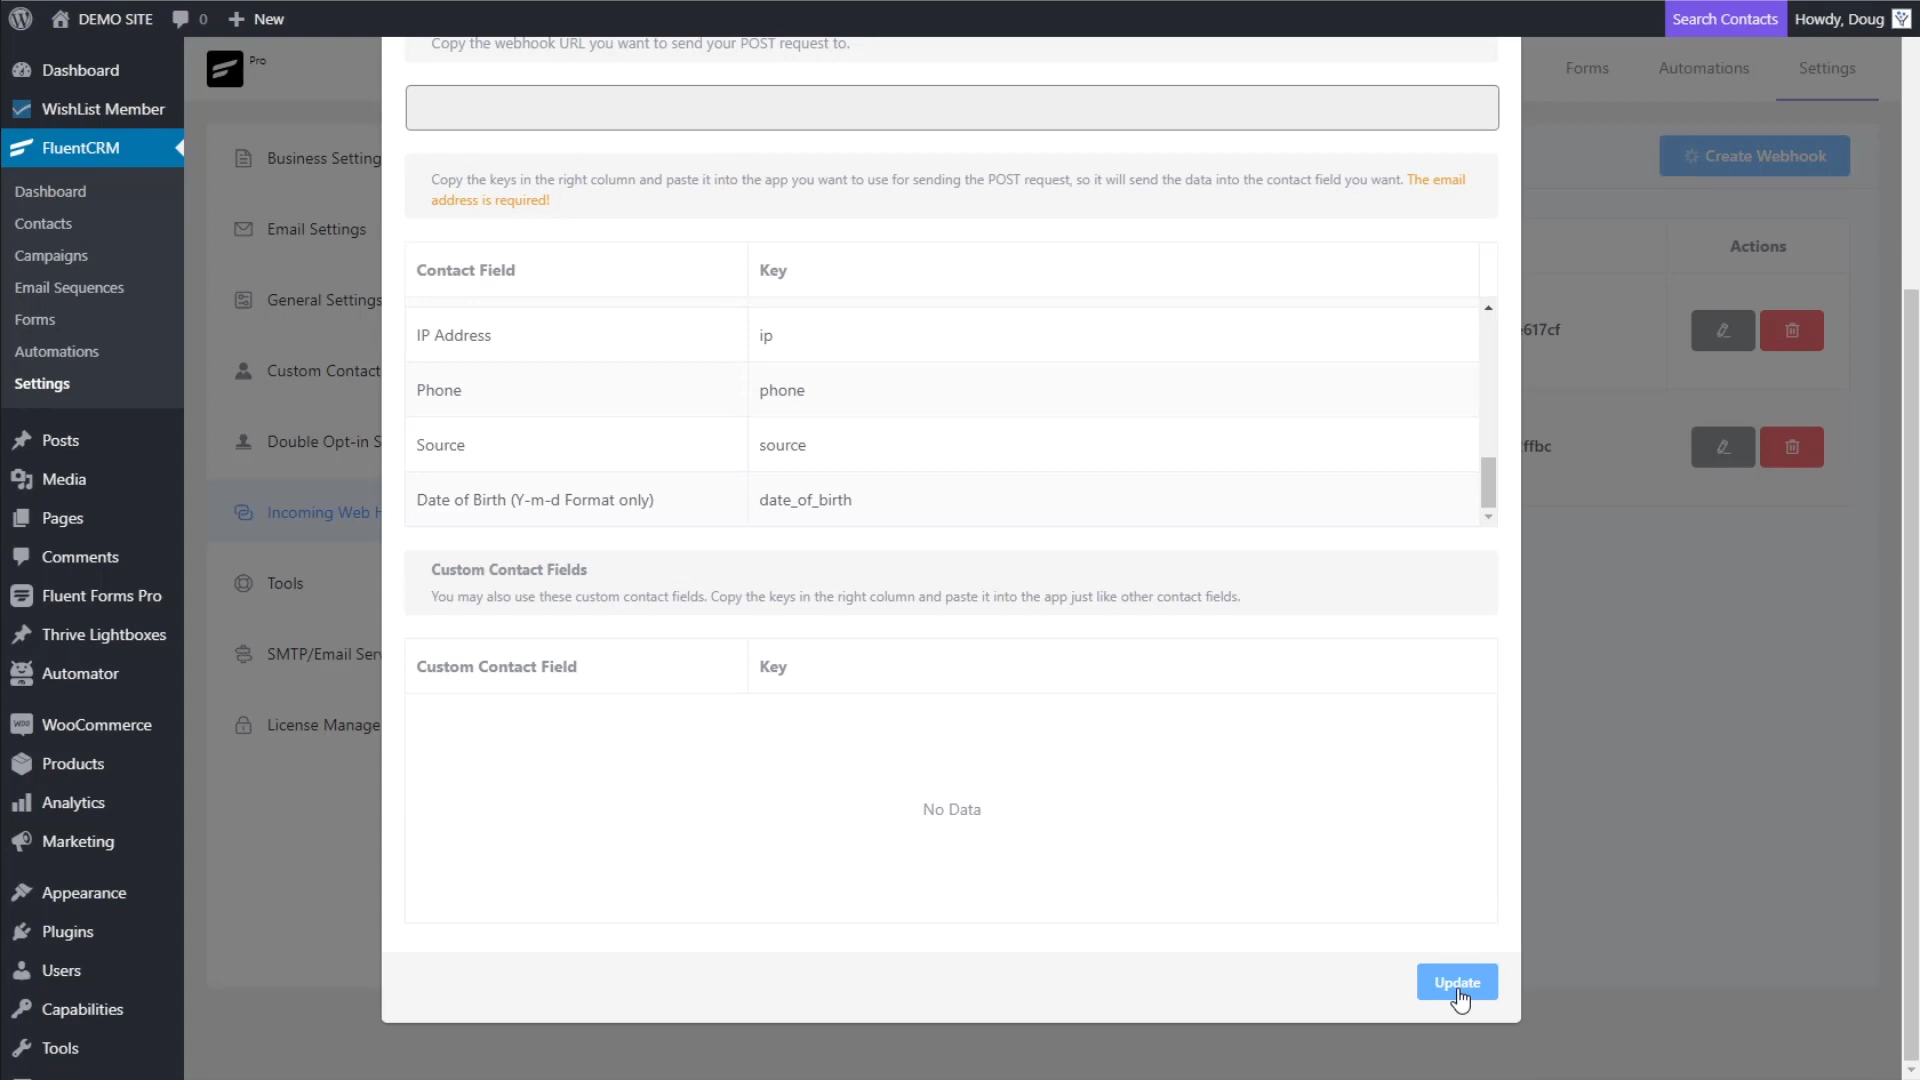 DEMO SITE
0
New
Search Contacts
Howdy, Doug
Dashboard
WishList Member
FluentCRM
Dashboard
Contacts
Campaigns
Email Sequences
Forms
Automations
Settings
Posts
Media
Pages
Comments
Fluent Forms Pro
Thrive Lightboxes
Automator
WooCommerce
Products
Analytics
Marketing
Appearance
Plugins
Users
Capabilities
Tools
Pro
Forms
Automations
Settings
Business Setting
Email Settings
General Settings
Custom Contact
Double Opt-in S
Incoming Web H
Tools
SMTP/Email Serv
License Manage
Copy the webhook URL you want to send your POST request to.
Copy the keys in the right column and paste it into the app you want to use for sending the POST request, so it will send the data into the contact field you want. The email
address is required!
Contact Field
Key
IP Address
ip
Phone
phone
Source
source
Date of Birth (Y-m-d Format only)
date_of_birth
Custom Contact Fields
You may also use these custom contact fields. Copy the keys in the right column and paste it into the app just like other contact fields.
Custom Contact Field
Key
No Data
Update
Create Webhook
Actions
617cf
ffbc